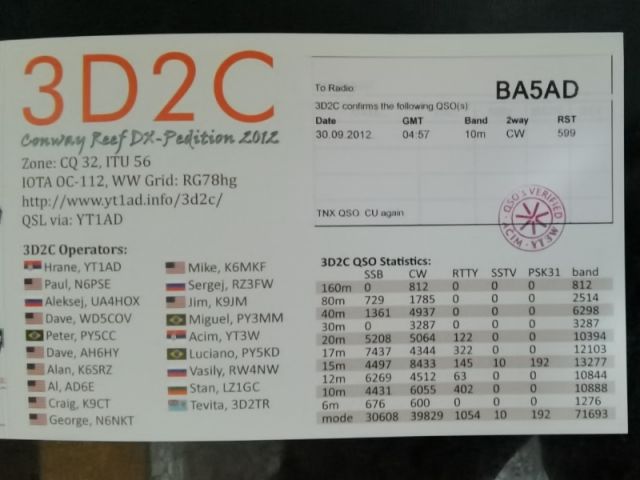 3D2C
Conway Reef DX-Pedition 2012
Zone: CQ 32, ITU 56
IOTA OC-112, WW Grid: RG78hg
http://www.yt1ad.info/3d2c/
QSL via: YT1AD
To Radio: BA5AD
3D2C confirms the following QSO(s)
Date GMT Band 2way RST
30.09.2012 04:57 10m CW 599
TNX QSO CU again
QSO's VERIFIED
ACIM - YT3W
3D2C Operators:
Hrane, YT1AD
Paul, N6PSE
Aleksej, UA4HOX
Dave, WD5COV
Peter, PY5CC
Dave, AH6HY
Alan, K6SRZ
Al, AD6E
Craig, K9CT
George, N6NKT
Mike, K6MKF
Sergej, RZ3FW
Jim, K9JM
Miguel, PY3MM
Acim, YT3W
Luciano, PY5KD
Vasily, RW4NW
Stan, LZ1GC
Tevita, 3D2TR
3D2C QSO Statistics:
SSB CW RTTY SSTV PSK31 band
160m 0 812 0 0 0 812
80m 729 1785 0 0 0 2514
40m 1361 4937 0 0 0 6298
30m 0 3287 0 0 0 3287
20m 5208 5064 122 0 0 10394
17m 7437 4344 322 0 0 12103
15m 4497 8433 145 10 192 13277
12m 6269 4512 63 0 0 10844
10m 4431 6055 402 0 0 10888
6m 676 600 0 0 0 1276
mode 30608 39829 1054 10 192 71693